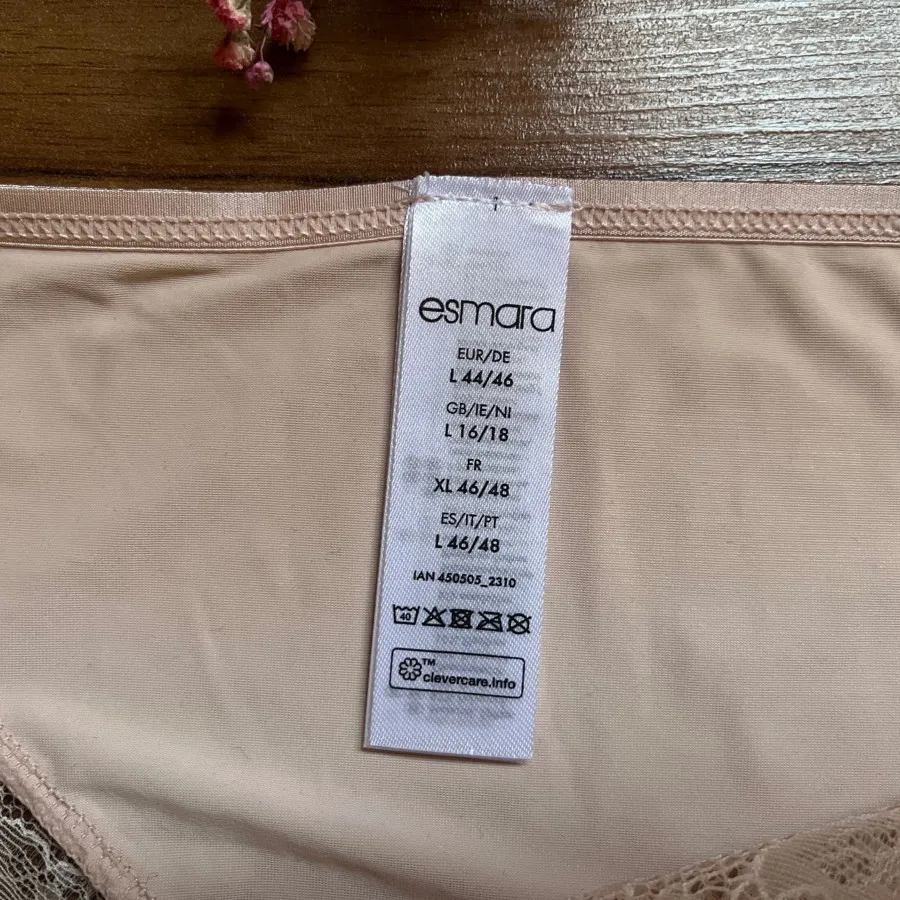 esmara
EUR/DE
L 44/46
GB/IE/NI
L 16/18
FR
XL 46/48
ES/IT/PT
L 46/48
IAN 450505_2310
40
™
clevercare.info